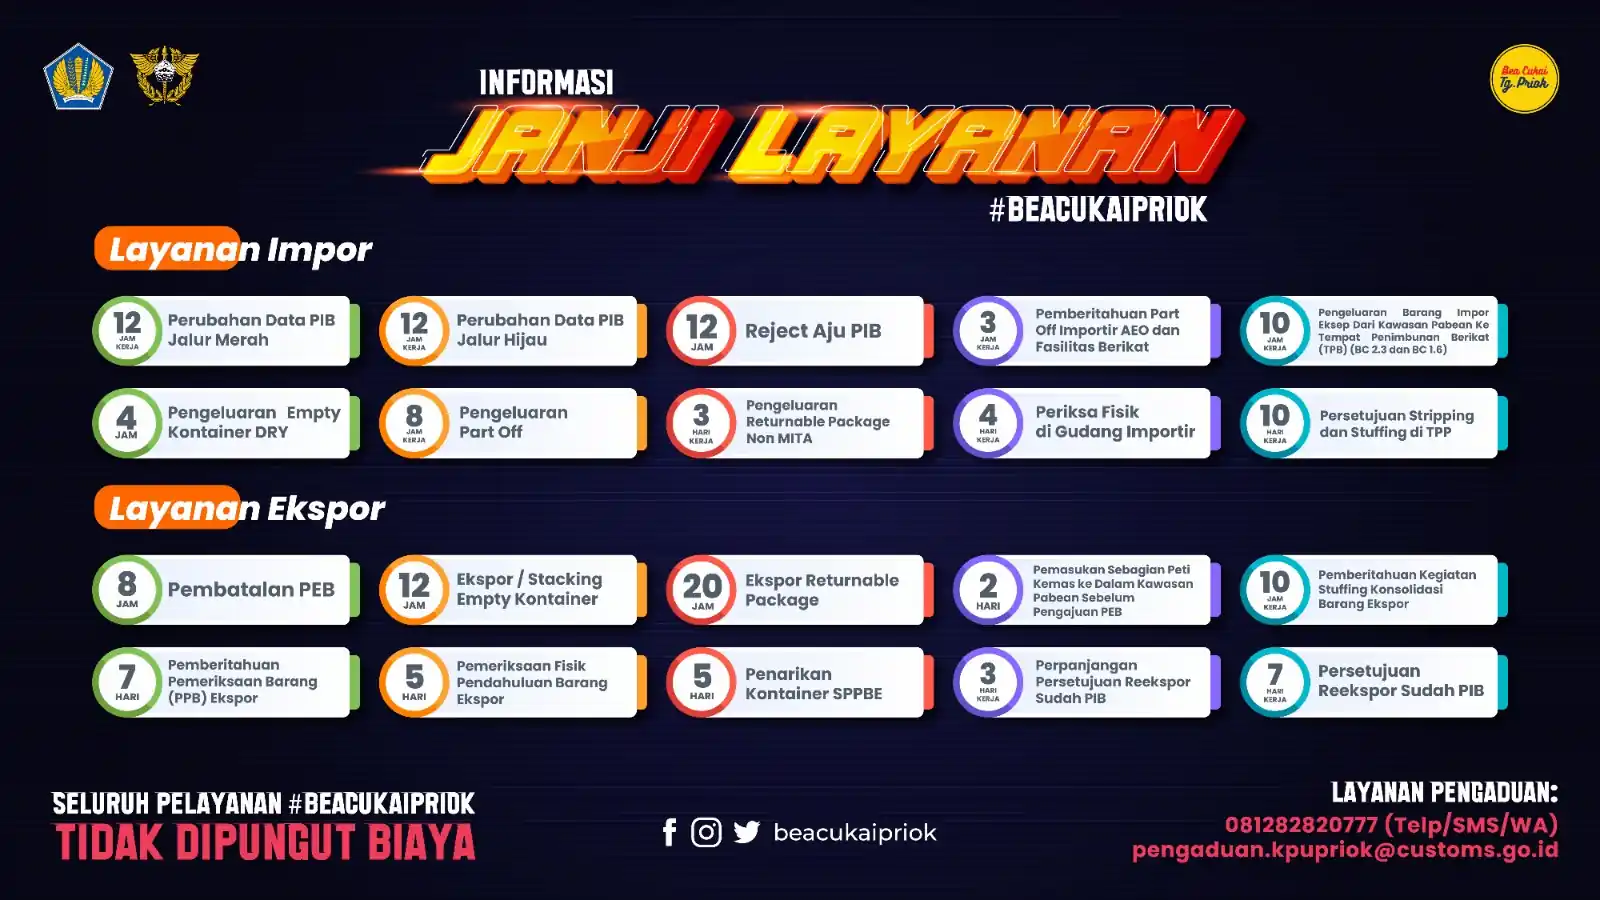 Bea Cukai
Tg. Priok
INFORMASI
JANJI LAYANAN
#BEACUKAIPRIOK
Layanan Impor
12
JAM
KERJA
Perubahan Data PIB
Jalur Merah
12
JAM
KERJA
Perubahan Data PIB
Jalur Hijau
12
JAM
Reject Aju PIB
3
JAM
KERJA
Pemberitahuan Part
Off Importir AEO dan
Fasilitas Berikat
10
JAM
KERJA
Pengeluaran Barang Impor
Eksep Dari Kawasan Pabean Ke
Tempat Penimbunan Berikat
(TPB) (BC 2.3 dan BC 1.6)
4
JAM
Pengeluaran Empty
Kontainer DRY
8
JAM
KERJA
Pengeluaran
Part Off
3
HARI
KERJA
Pengeluaran
Returnable Package
Non MITA
4
HARI
KERJA
Periksa Fisik
di Gudang Importir
10
HARI
KERJA
Persetujuan Stripping
dan Stuffing di TPP
Layanan Ekspor
8
JAM
Pembatalan PEB
12
JAM
Ekspor / Stacking
Empty Kontainer
20
JAM
Ekspor Returnable
Package
2
HARI
Pemasukan Sebagian Peti
Kemas ke Dalam Kawasan
Pabean Sebelum
Pengajuan PEB
10
JAM
KERJA
Pemberitahuan Kegiatan
Stuffing Konsolidasi
Barang Ekspor
7
HARI
Pemberitahuan
Pemeriksaan Barang
(PPB) Ekspor
5
HARI
Pemeriksaan Fisik
Pendahuluan Barang
Ekspor
5
HARI
Penarikan
Kontainer SPPBE
3
HARI
KERJA
Perpanjangan
Persetujuan Reekspor
Sudah PIB
7
HARI
KERJA
Persetujuan
Reekspor Sudah PIB
SELURUH PELAYANAN #BEACUKAIPRIOK
TIDAK DIPUNGUT BIAYA
beacukaipriok
LAYANAN PENGADUAN:
081282820777 (Telp/SMS/WA)
pengaduan.kpupriok@customs.go.id